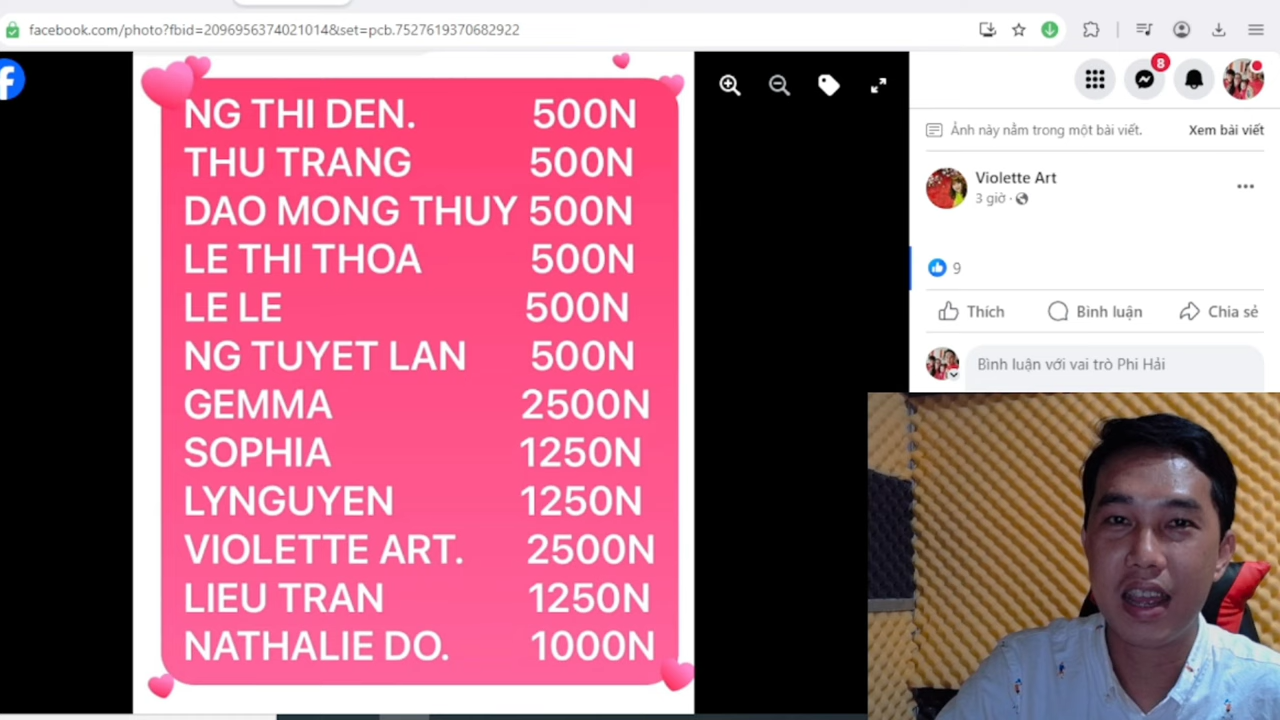 facebook.com/photo?fbid=2096956374021014&set=pcb.7527619370682922
NG THI DEN. 500N
THU TRANG 500N
DAO MONG THUY 500N
LE THI THOA 500N
LE LE 500N
NG TUYET LAN 500N
GEMMA 2500N
SOPHIA 1250N
LYNGUYEN 1250N
VIOLETTE ART. 2500N
LIEU TRAN 1250N
NATHALIE DO. 1000N
8
Ảnh này nằm trong một bài viết. Xem bài viết
Violette Art
3 giờ ·
9
Thích Bình luận Chia sẻ
Bình luận với vai trò Phi Hải